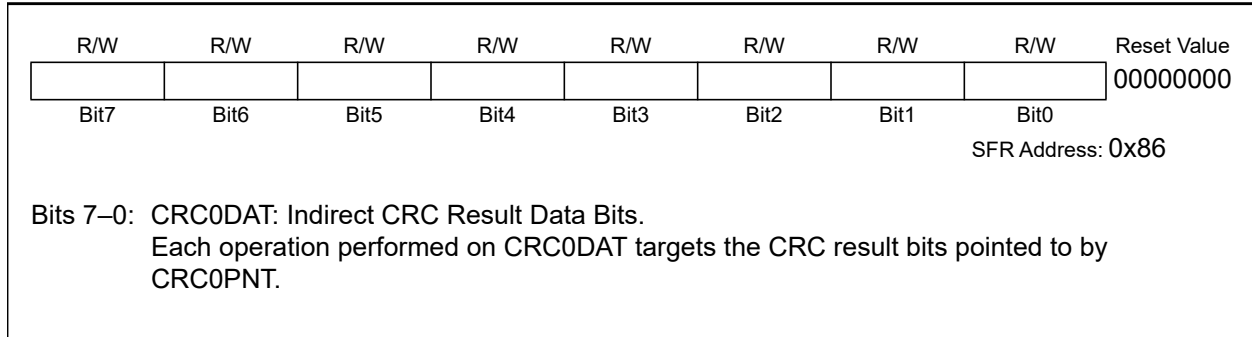 R/W R/W R/W R/W R/W R/W R/W R/W Reset Value
00000000
Bit7 Bit6 Bit5 Bit4 Bit3 Bit2 Bit1 Bit0
SFR Address: 0x86
Bits 7–0: CRC0DAT: Indirect CRC Result Data Bits.
Each operation performed on CRC0DAT targets the CRC result bits pointed to by
CRC0PNT.